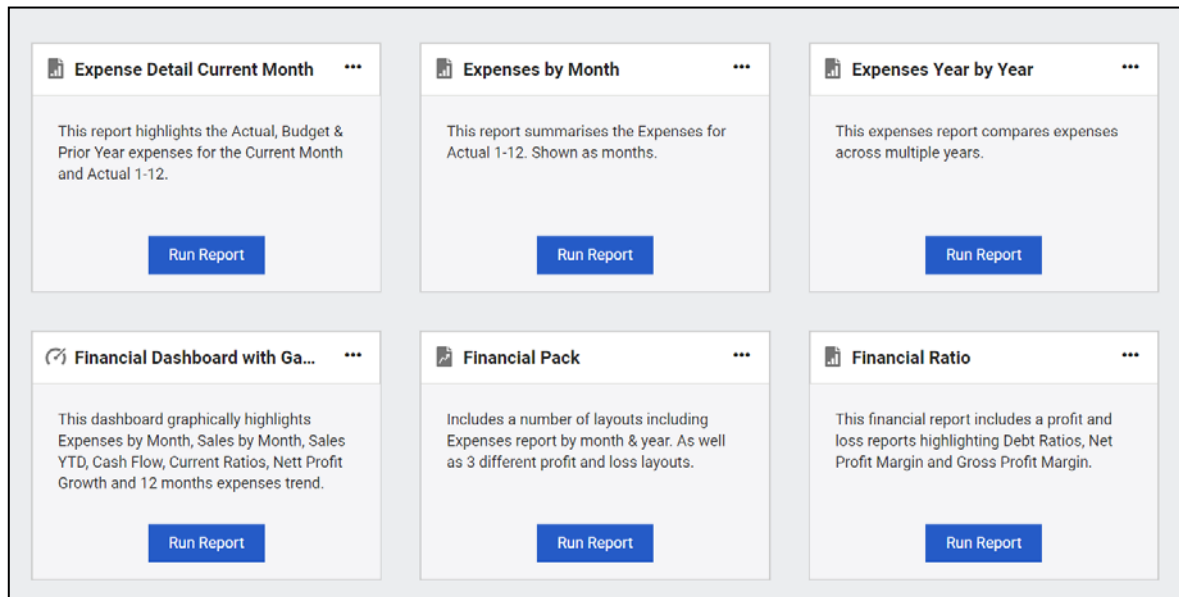 Expense Detail Current Month •••
This report highlights the Actual, Budget &
Prior Year expenses for the Current Month
and Actual 1-12.
Run Report
Expenses by Month •••
This report summarises the Expenses for
Actual 1-12. Shown as months.
Run Report
Expenses Year by Year •••
This expenses report compares expenses
across multiple years.
Run Report
Financial Dashboard with Ga... •••
This dashboard graphically highlights
Expenses by Month, Sales by Month, Sales
YTD, Cash Flow, Current Ratios, Nett Profit
Growth and 12 months expenses trend.
Run Report
Financial Pack •••
Includes a number of layouts including
Expenses report by month & year. As well
as 3 different profit and loss layouts.
Run Report
Financial Ratio •••
This financial report includes a profit and
loss reports highlighting Debt Ratios, Net
Profit Margin and Gross Profit Margin.
Run Report